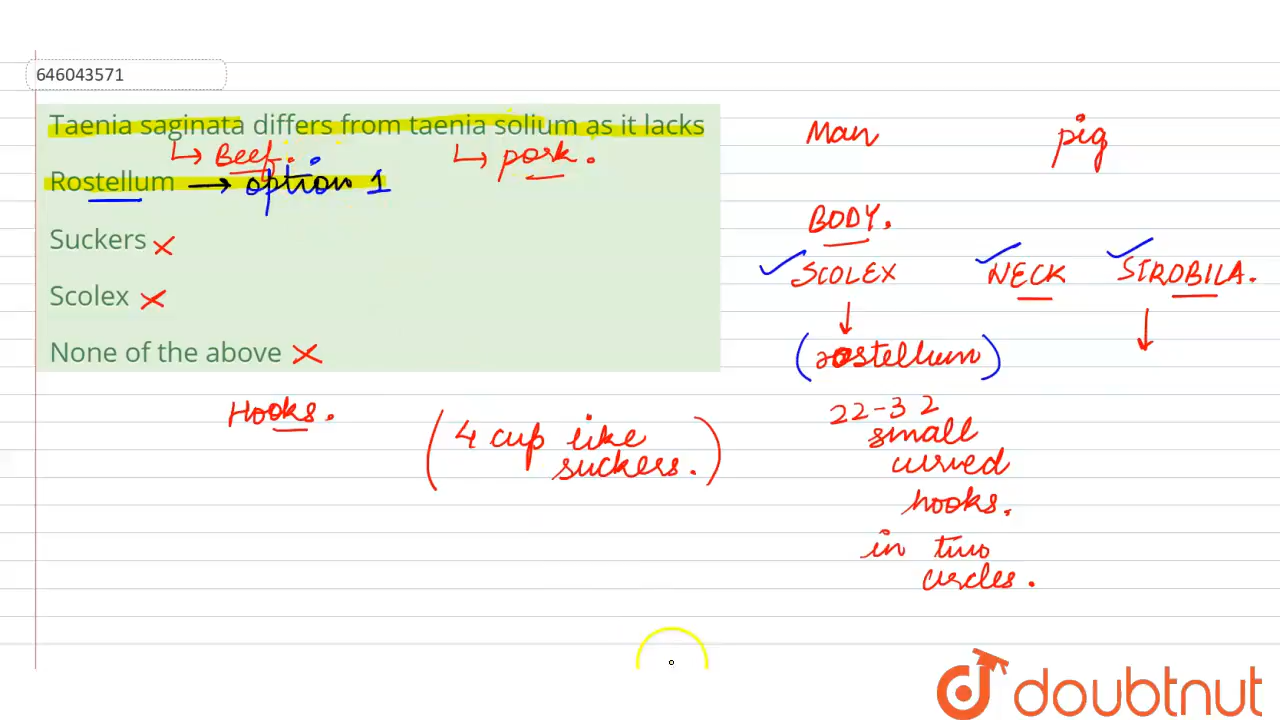 646043571
Taenia saginata differs from taenia solium as it lacks
↳ Beef. ↳ pork.
Rostellum → option 1
Suckers ×
Scolex ×
None of the above ×
Hooks.
(4 cup like
suckers.)
Man pig
BODY.
SCOLEX NECK STROBILA.
(rostellum)
22-32
small
curved
hooks.
in two
circles.
doubtnut